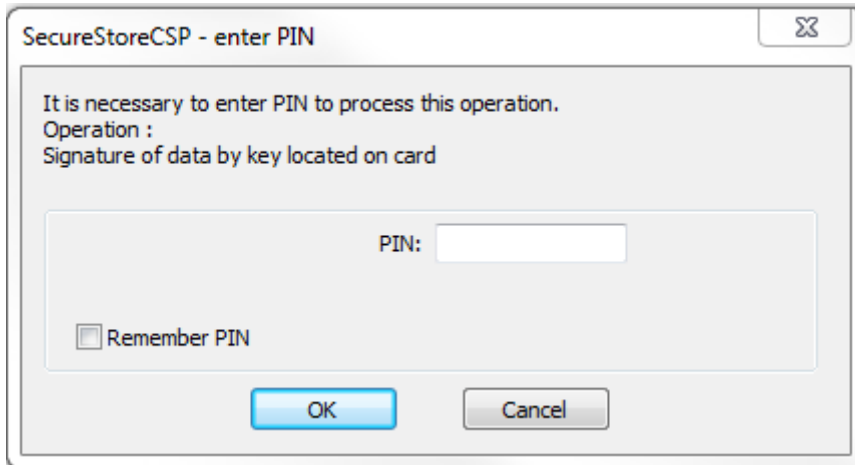 SecureStoreCSP - enter PIN
It is necessary to enter PIN to process this operation.
Operation :
Signature of data by key located on card
PIN:
Remember PIN
OK
Cancel